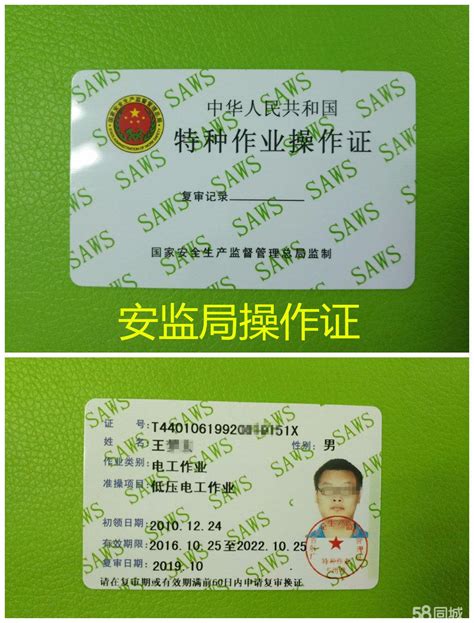 SAWS
中华人民共和国
特种作业操作证
复审记录
国家安全生产监督管理总局监制
安监局操作证
证 号 T440106199200151X
姓 名 王
性别: 男
作业类别: 电工作业
准操项目: 低压电工作业
初领日期: 2010.12.24
有效期限: 2016.10.25 至2022.10.25
复审日期: 2019.10
特种作
请在复审期或有效期满前60日内申请复审换证
58同城